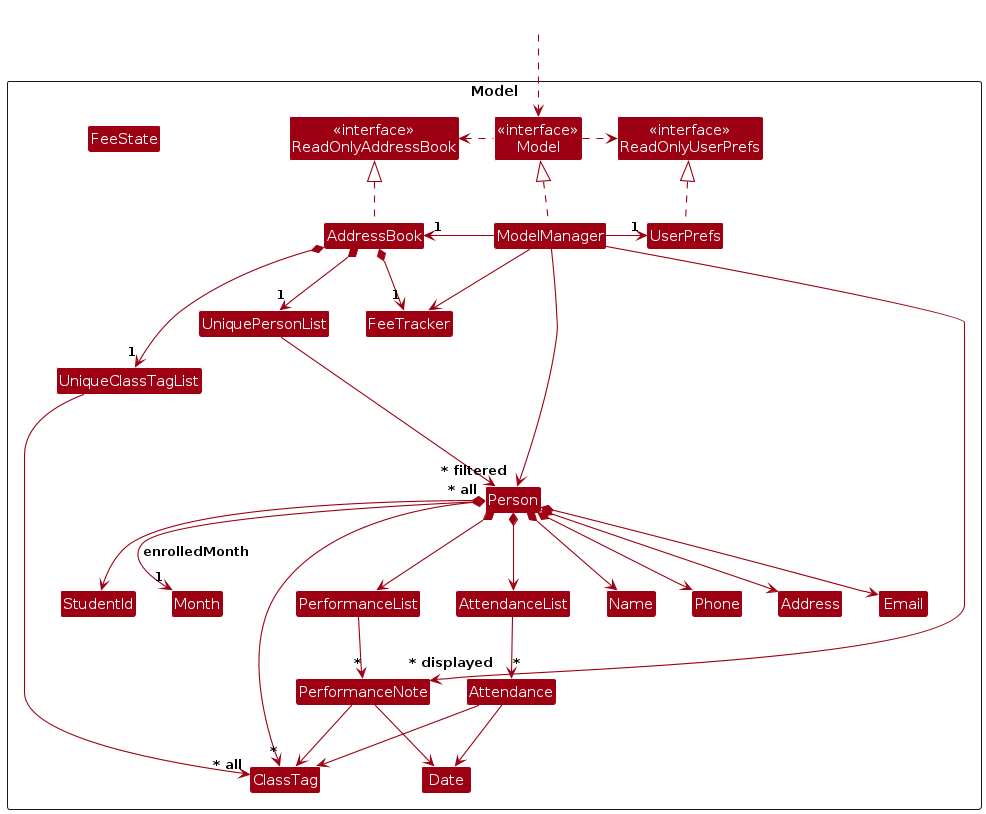 Model
FeeState
«interface»
ReadOnlyAddressBook
«interface»
Model
«interface»
ReadOnlyUserPrefs
AddressBook
1
ModelManager
1
UserPrefs
1
UniquePersonList
1
FeeTracker
1
UniqueClassTagList
* filtered
* all
Person
enrolledMonth
1
StudentId
Month
PerformanceList
AttendanceList
Name
Phone
Address
Email
*
* displayed
*
PerformanceNote
Attendance
*
* all
ClassTag
Date